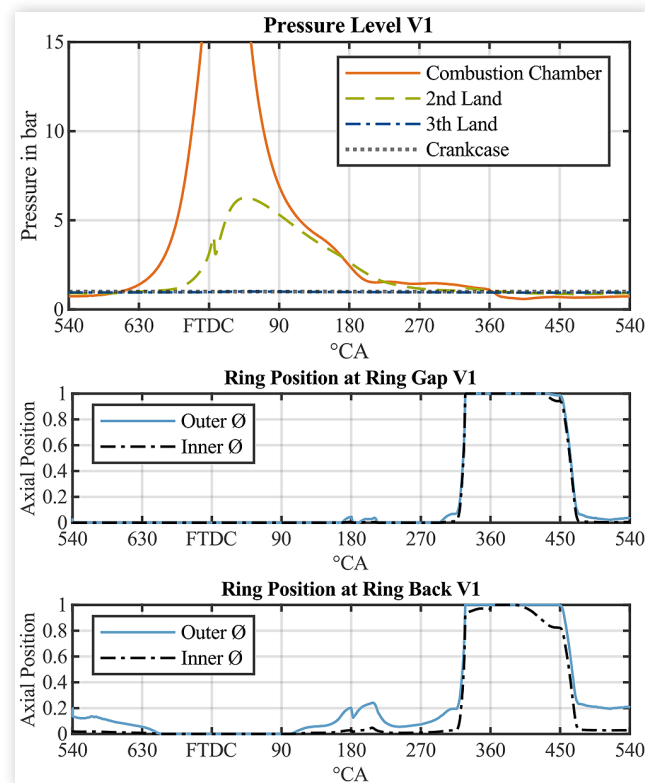 Pressure Level V1
15
10
5
0
Pressure in bar
Combustion Chamber
2nd Land
3th Land
Crankcase
540 630 FTDC 90 180 270 360 450 540
°CA
Ring Position at Ring Gap V1
1
0.8
0.6
0.4
0.2
0
Axial Position
Outer Ø
Inner Ø
540 630 FTDC 90 180 270 360 450 540
°CA
Ring Position at Ring Back V1
1
0.8
0.6
0.4
0.2
0
Axial Position
Outer Ø
Inner Ø
540 630 FTDC 90 180 270 360 450 540
°CA